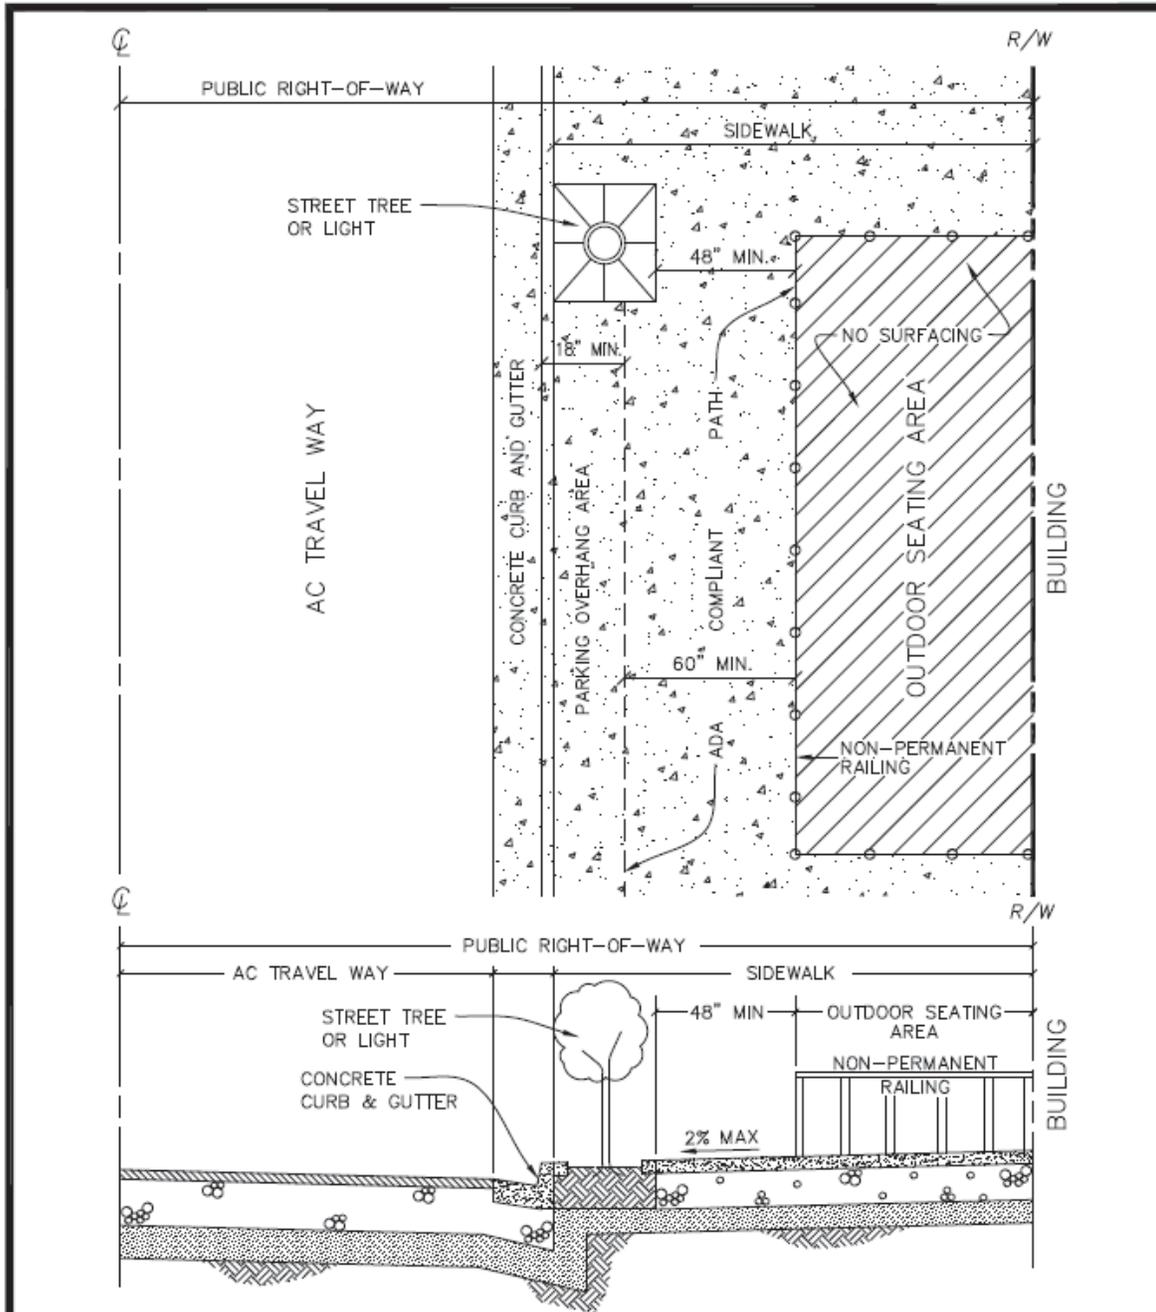 ℄
R/W
PUBLIC RIGHT-OF-WAY
SIDEWALK
STREET TREE
OR LIGHT
48" MIN.
NO SURFACING
18" MIN.
CONCRETE CURB AND GUTTER
PARKING OVERHANG AREA
AC TRAVEL WAY
ADA COMPLIANT PATH
OUTDOOR SEATING AREA
BUILDING
60" MIN.
NON-PERMANENT
RAILING
℄
R/W
PUBLIC RIGHT-OF-WAY
AC TRAVEL WAY
SIDEWALK
STREET TREE
OR LIGHT
48" MIN
OUTDOOR SEATING
AREA
NON-PERMANENT
RAILING
CONCRETE
CURB & GUTTER
BUILDING
2% MAX